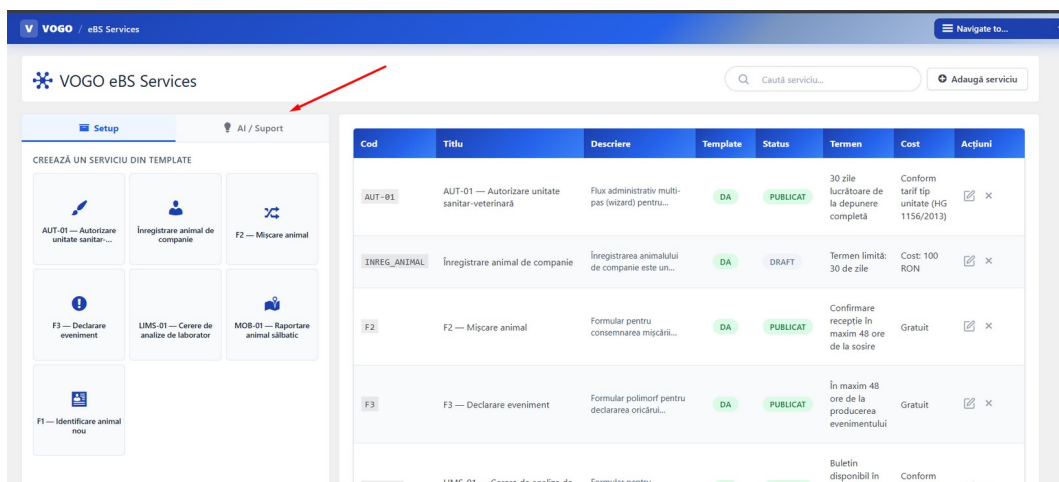 V VOGO / eBS Services
Navigate to...
VOGO eBS Services
Caută serviciu...
Adaugă serviciu
Setup
AI / Suport
CREEAZĂ UN SERVICIU DIN TEMPLATE
AUT-01 — Autorizare
unitate sanitar-...
Înregistrare animal de
companie
F2 — Mișcare animal
F3 — Declarare
eveniment
LIMS-01 — Cerere de
analize de laborator
MOB-01 — Raportare
animal sălbatic
F1 — Identificare animal
nou
Cod Titlu Descriere Template Status Termen Cost Acțiuni
AUT-01
AUT-01 — Autorizare unitate
sanitar-veterinară
Flux administrativ multi-
pas (wizard) pentru...
DA
PUBLICAT
30 zile
lucrătoare de
la depunere
completă
Conform
tarif tip
unitate (HG
1156/2013)
INREG_ANIMAL
Înregistrare animal de companie
Înregistrarea animalului
de companie este un...
DA
DRAFT
Termen limită:
30 de zile
Cost: 100
RON
F2
F2 — Mișcare animal
Formular pentru
consemnarea mișcării...
DA
PUBLICAT
Confirmare
recepție în
maxim 48 ore
de la sosire
Gratuit
F3
F3 — Declarare eveniment
Formular polimorf pentru
declararea oricărui...
DA
PUBLICAT
În maxim 48
ore de la
producerea
evenimentului
Gratuit
Buletin
disponibil în
Conform